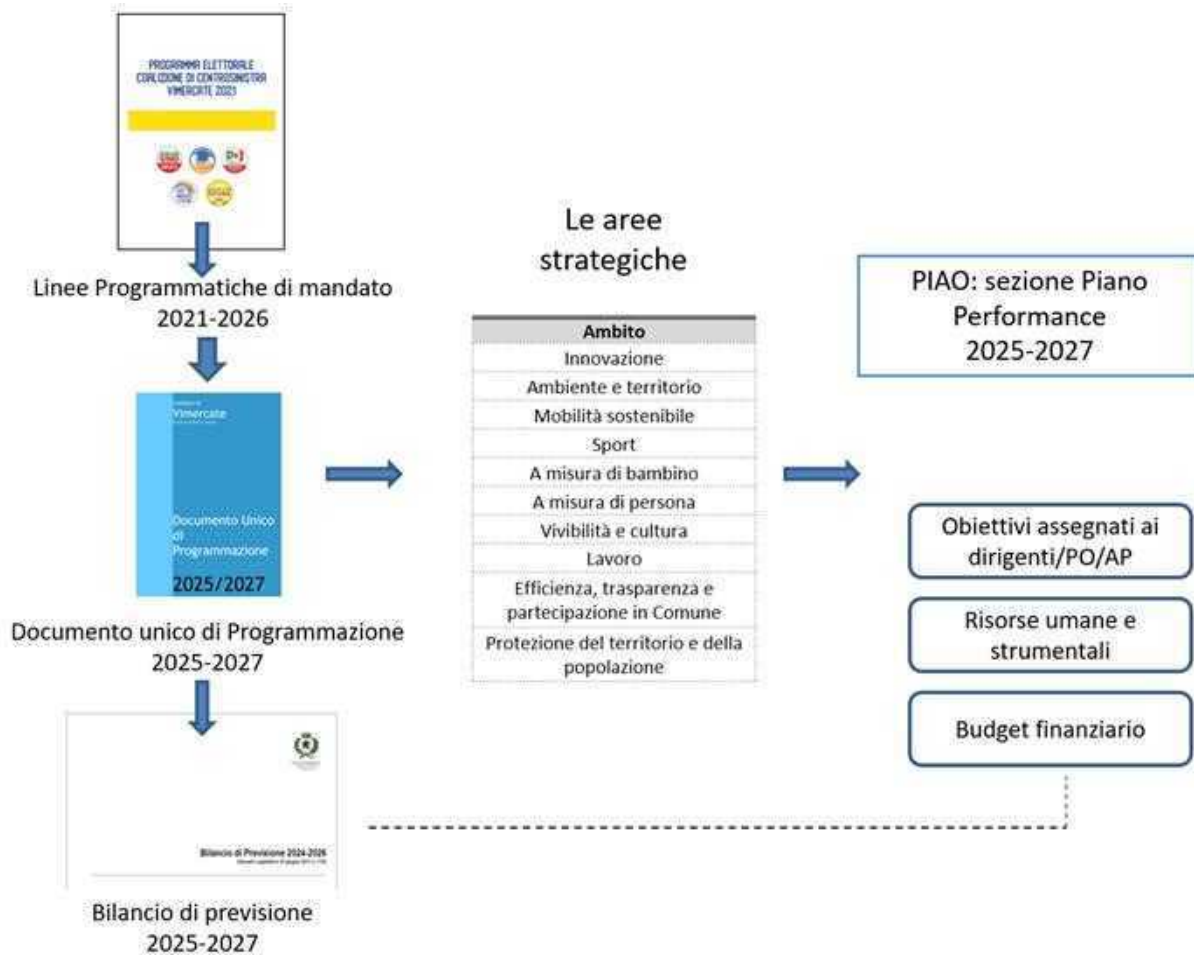 PROGRAMMA ELETTORALE
COALIZIONE DI CENTROSINISTRA
VIMERCATE 2021
Linee Programmatiche di mandato
2021-2026
Vimercate
Documento Unico
di
Programmazione
2025/2027
Documento unico di Programmazione
2025-2027
Bilancio di Previsione 2024-2026
Bilancio di previsione
2025-2027
Le aree
strategiche
Ambito
Innovazione
Ambiente e territorio
Mobilità sostenibile
Sport
A misura di bambino
A misura di persona
Vivibilità e cultura
Lavoro
Efficienza, trasparenza e
partecipazione in Comune
Protezione del territorio e della
popolazione
PIAO: sezione Piano
Performance
2025-2027
Obiettivi assegnati ai
dirigenti/PO/AP
Risorse umane e
strumentali
Budget finanziario